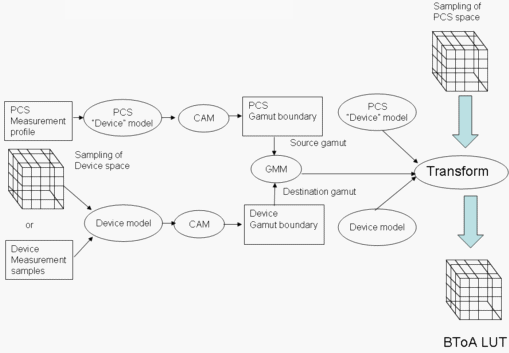 Sampling of
PCS space
PCS
Measurement
profile
PCS
"Device" model
CAM
PCS
Gamut boundary
PCS
"Device" model
Source gamut
Sampling of
Device space
GMM
Transform
Destination gamut
or
Device model
CAM
Device
Gamut boundary
Device model
Device
Measurement
samples
BToA LUT